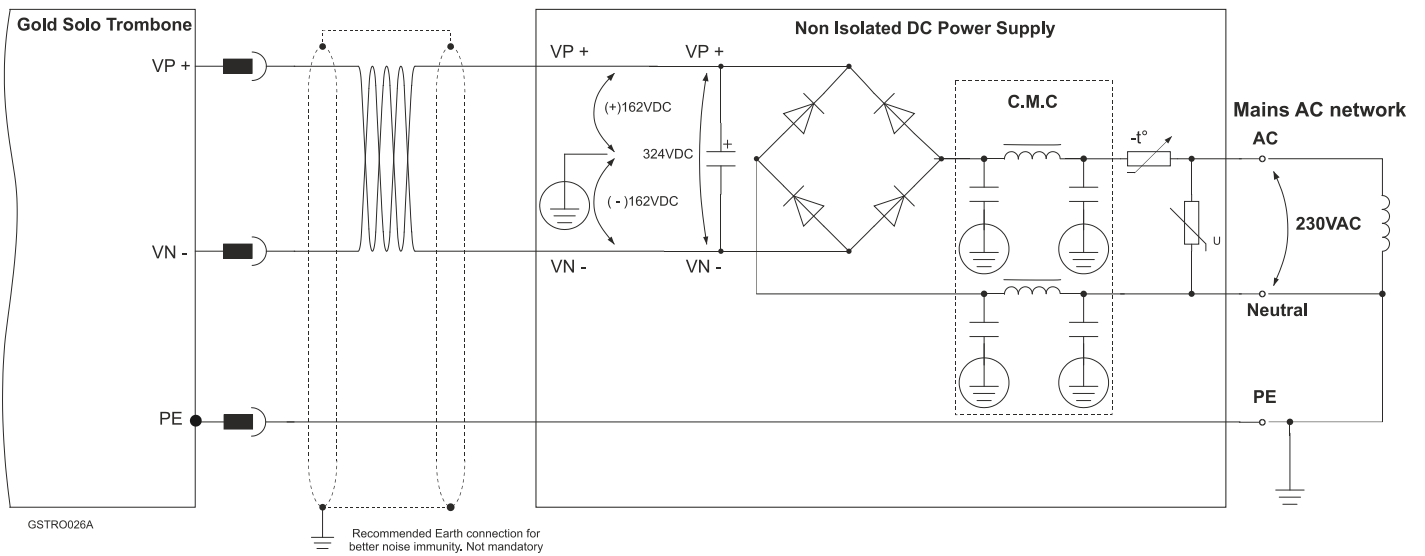 Gold Solo Trombone
Non Isolated DC Power Supply
VP +
VP +
VP +
(+)162VDC
324VDC
( - )162VDC
+
C.M.C
-t°
U
Mains AC network
AC
230VAC
Neutral
VN -
VN -
VN -
PE
PE
GSTRO026A
Recommended Earth connection for
better noise immunity. Not mandatory